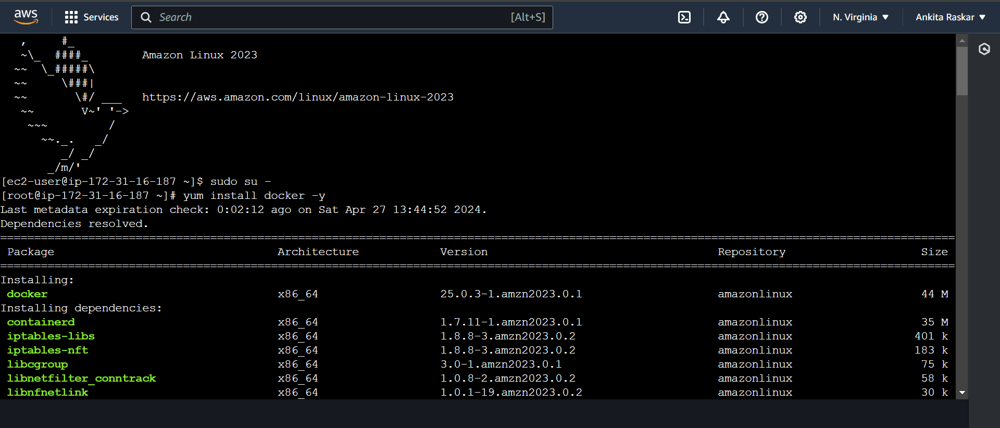 aws Services Search [Alt+S] N. Virginia ▼ Ankita Raskar ▼
   ,     #_
   ~\_  ####_        Amazon Linux 2023
  ~~  \_#####\
  ~~     \###|
  ~~       \#/ ___   https://aws.amazon.com/linux/amazon-linux-2023
   ~~       V~' '->
    ~~~         /
      ~~._.   _/
         _/ _/
       _/m/'
[ec2-user@ip-172-31-16-187 ~]$ sudo su -
[root@ip-172-31-16-187 ~]# yum install docker -y
Last metadata expiration check: 0:02:12 ago on Sat Apr 27 13:44:52 2024.
Dependencies resolved.
=============================================================================================================================================
 Package Architecture Version Repository Size
=============================================================================================================================================
Installing:
 docker x86_64 25.0.3-1.amzn2023.0.1 amazonlinux 44 M
Installing dependencies:
 containerd x86_64 1.7.11-1.amzn2023.0.1 amazonlinux 35 M
 iptables-libs x86_64 1.8.8-3.amzn2023.0.2 amazonlinux 401 k
 iptables-nft x86_64 1.8.8-3.amzn2023.0.2 amazonlinux 183 k
 libcgroup x86_64 3.0-1.amzn2023.0.1 amazonlinux 75 k
 libnetfilter_conntrack x86_64 1.0.8-2.amzn2023.0.2 amazonlinux 58 k
 libnfnetlink x86_64 1.0.1-19.amzn2023.0.2 amazonlinux 30 k